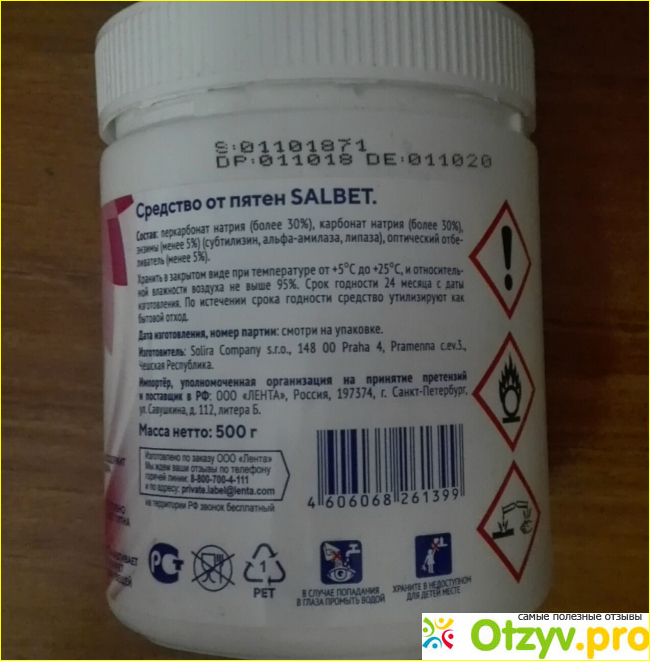 S:01101871
DP:011018 DE:011020
Средство от пятен SALBET.
Состав: перкарбонат натрия (более 30%), карбонат натрия (более 30%),
энзимы (менее 5%) (субтилизин, альфа-амилаза, липаза), оптический отбе-
ливатель (менее 5%).
Хранить в закрытом виде при температуре от +5°C до +25°C, и относитель-
ной влажности воздуха не выше 95%. Срок годности 24 месяца с даты
изготовления. По истечении срока годности средство утилизируют как
бытовой отход.
Дата изготовления, номер партии: смотри на упаковке.
Изготовитель: Solira Company s.r.o., 148 00 Praha 4, Pramenna c.ev.3.,
Чешская Республика.
Импортёр, уполномоченная организация на принятие претензий
и поставщик в РФ: ООО «ЛЕНТА», Россия, 197374, г. Санкт-Петербург,
ул. Савушкина, д. 112, литера Б.
Масса нетто: 500 г
Изготовлено по заказу ООО «Лента»
Мы ждем ваши отзывы по телефону
горячей линии: 8-800-700-4-111
и по адресу: private.label@lenta.com
на территории РФ звонок бесплатный
4 606068 261399
РСТ
1
PET
В СЛУЧАЕ ПОПАДАНИЯ
В ГЛАЗА ПРОМЫТЬ ВОДОЙ
ХРАНИТЬ В НЕДОСТУПНОМ
ДЛЯ ДЕТЕЙ МЕСТЕ
самые полезные отзывы
Otzyv.pro